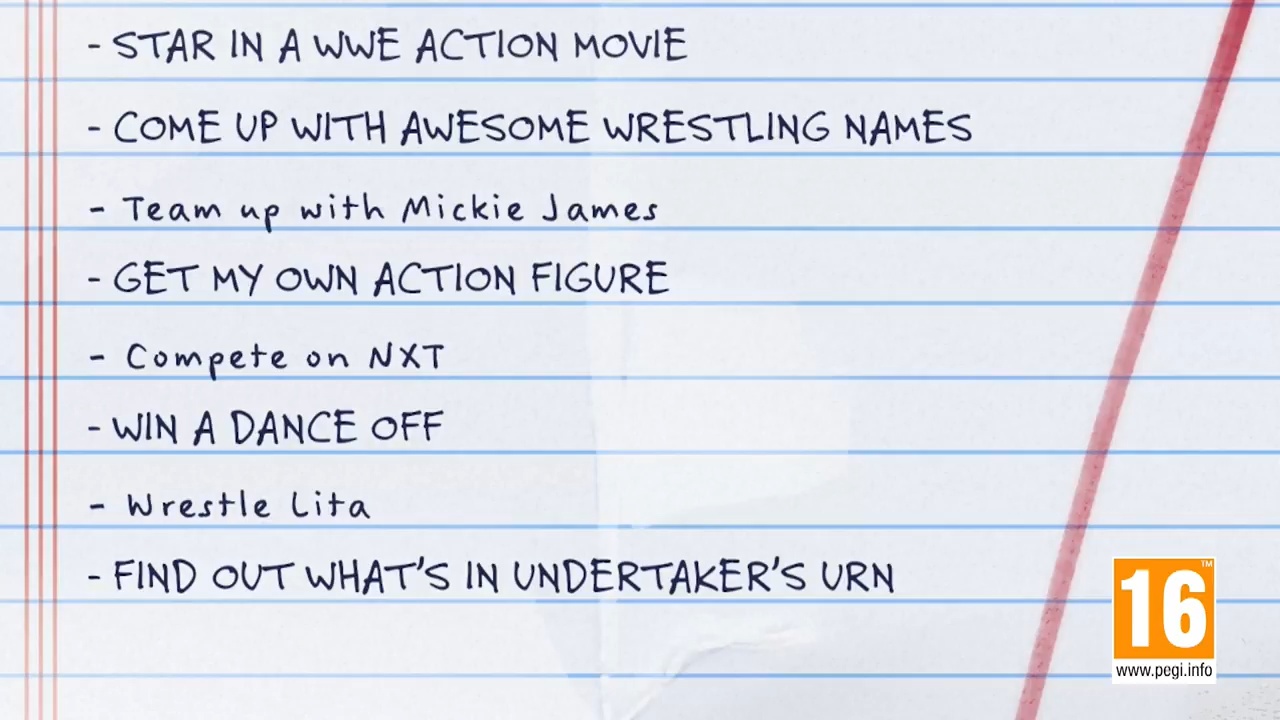 - STAR IN A WWE ACTION MOVIE
- COME UP WITH AWESOME WRESTLING NAMES
- Team up with Mickie James
- GET MY OWN ACTION FIGURE
- Compete on NXT
- WIN A DANCE OFF
- Wrestle Lita
- FIND OUT WHAT'S IN UNDERTAKER'S URN
16™
www.pegi.info